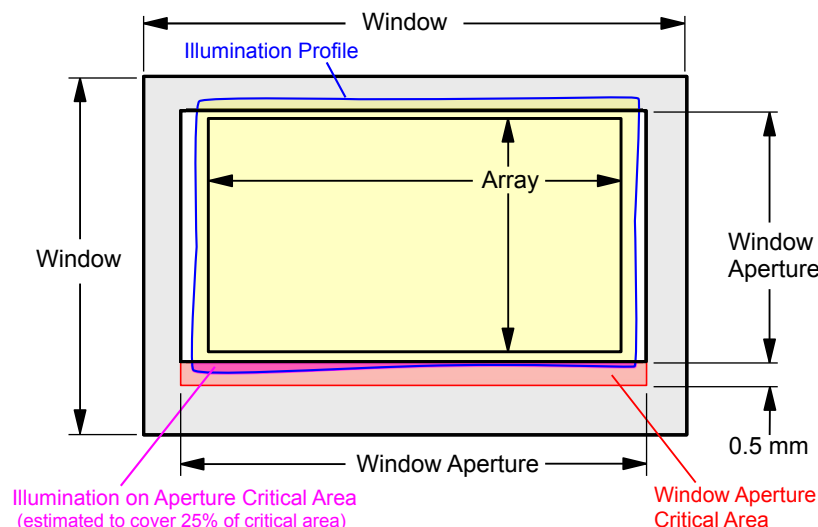 Window
Illumination Profile
Array
Window
Window
Aperture
0.5 mm
Window Aperture
Illumination on Aperture Critical Area
(estimated to cover 25% of critical area)
Window Aperture
Critical Area